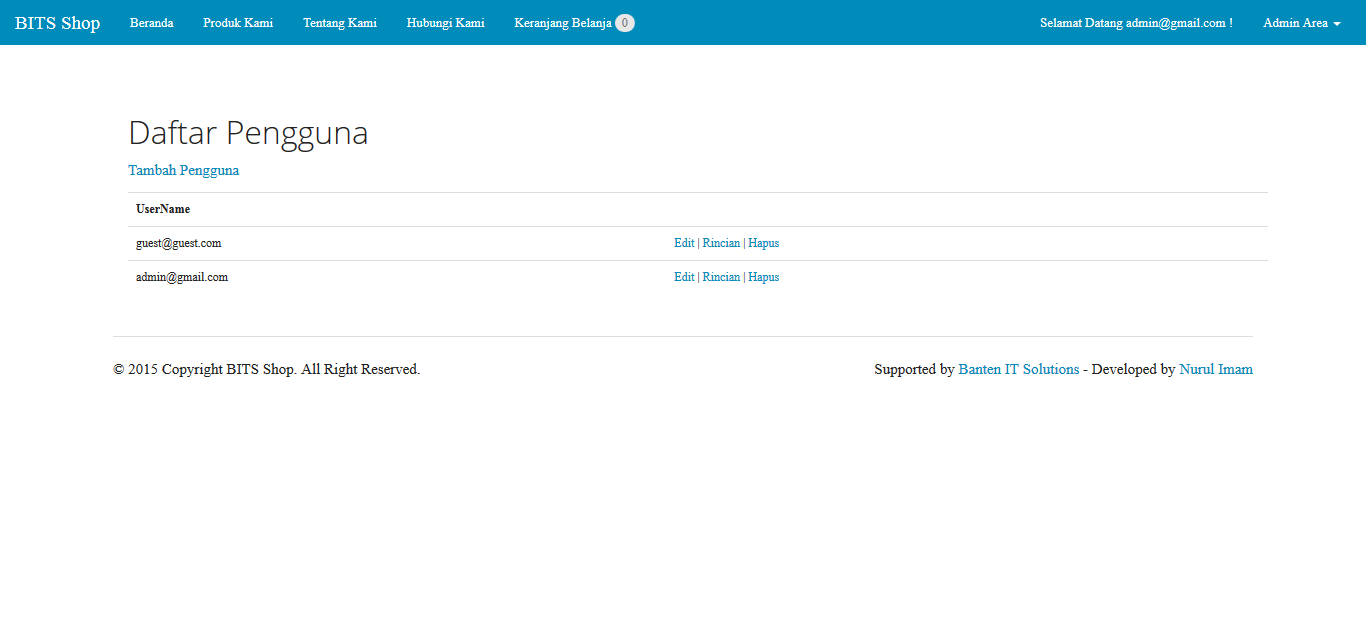 BITS Shop Beranda Produk Kami Tentang Kami Hubungi Kami Keranjang Belanja 0 Selamat Datang admin@gmail.com ! Admin Area
Daftar Pengguna
Tambah Pengguna
UserName
guest@guest.com Edit | Rincian | Hapus
admin@gmail.com Edit | Rincian | Hapus
© 2015 Copyright BITS Shop. All Right Reserved. Supported by Banten IT Solutions - Developed by Nurul Imam